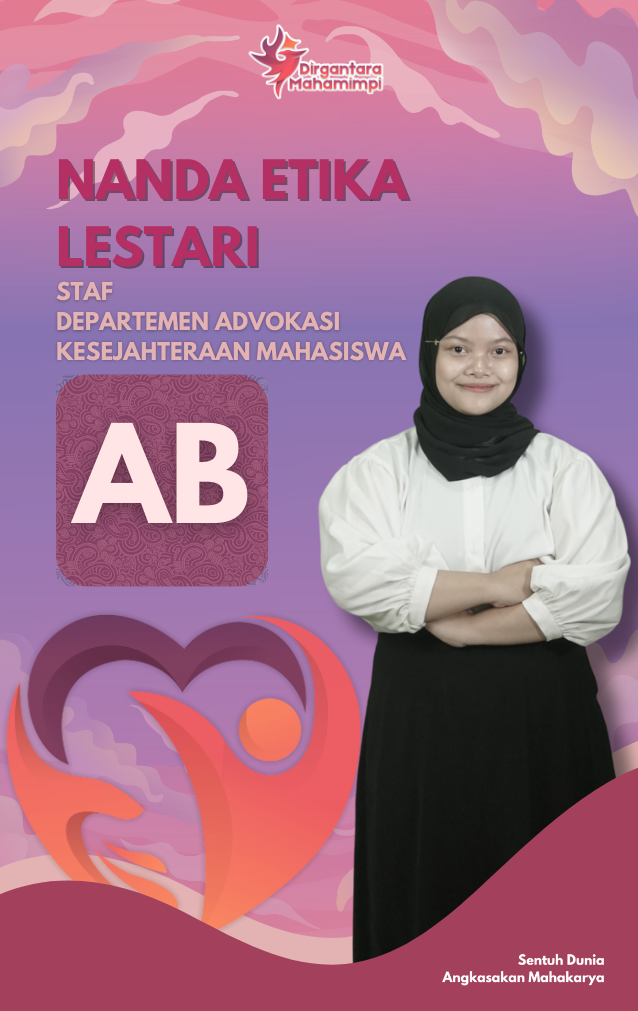 Dirgantara
Mahamimpi
NANDA ETIKA
LESTARI
STAF
DEPARTEMEN ADVOKASI
KESEJAHTERAAN MAHASISWA
AB
Sentuh Dunia
Angkasakan Mahakarya